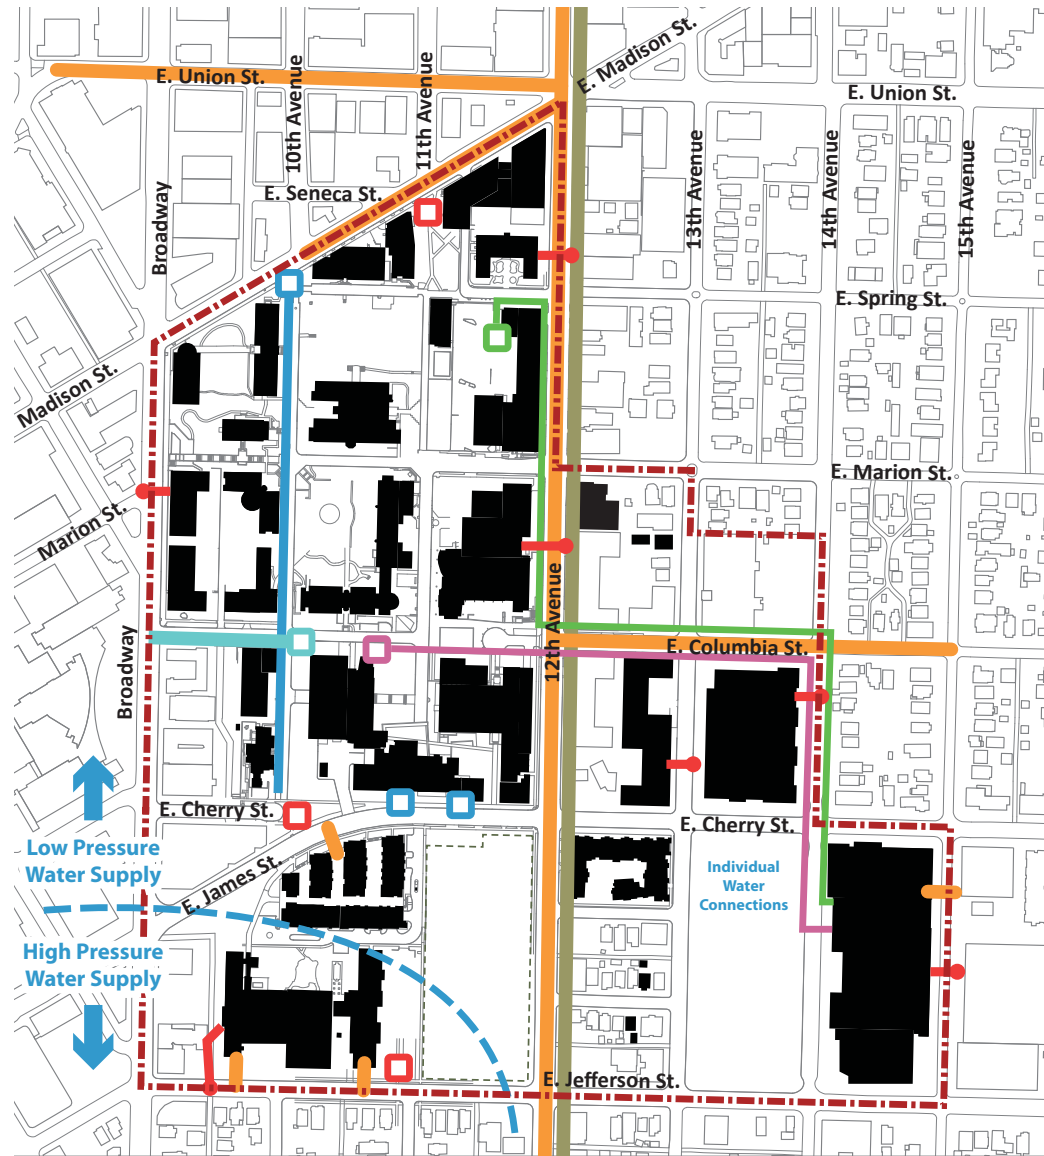 E. Madison St.
E. Union St.
E. Union St.
10th Avenue
11th Avenue
13th Avenue
14th Avenue
15th Avenue
E. Seneca St.
Broadway
E. Spring St.
Madison St.
E. Marion St.
Marion St.
12th Avenue
E. Columbia St.
Broadway
E. Cherry St.
E. Cherry St.
Low Pressure
Water Supply
E. James St.
Individual
Water
Connections
High Pressure
Water Supply
E. Jefferson St.